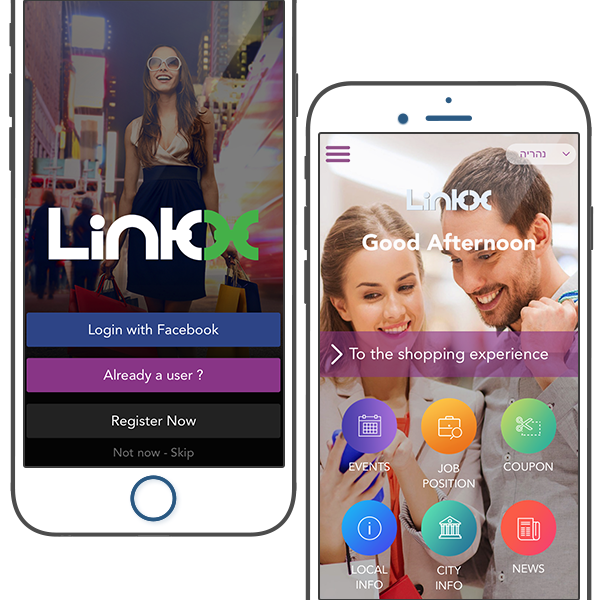 Linkx
Login with Facebook
Already a user ?
Register Now
Not now - Skip
נהריה
Linkx
Good Afternoon
To the shopping experience
EVENTS
JOB
POSITION
COUPON
LOCAL
INFO
CITY
INFO
NEWS